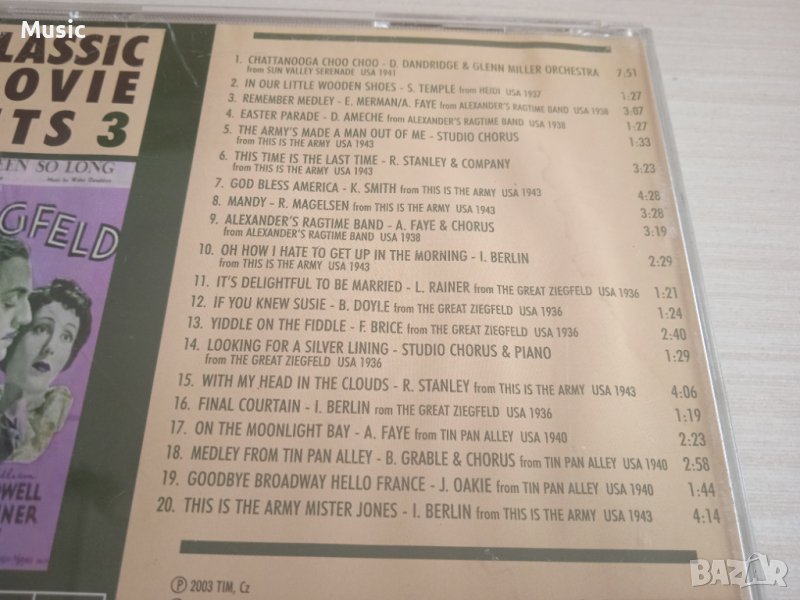 Music
CLASSIC
MOVIE
HITS 3
EEN SO LONG
GFELD
WELL
NER
1. CHATTANOOGA CHOO CHOO - D. DANDRIDGE & GLENN MILLER ORCHESTRA 7:51
from SUN VALLEY SERENADE USA 1941
2. IN OUR LITTLE WOODEN SHOES - S. TEMPLE from HEIDI USA 1937 1:27
3. REMEMBER MEDLEY - E. MERMAN/A. FAYE from ALEXANDER'S RAGTIME BAND USA 1938 3:07
4. EASTER PARADE - D. AMECHE from ALEXANDER'S RAGTIME BAND USA 1938 1:27
5. THE ARMY'S MADE A MAN OUT OF ME - STUDIO CHORUS 1:33
from THIS IS THE ARMY USA 1943
6. THIS TIME IS THE LAST TIME - R. STANLEY & COMPANY 3:23
from THIS IS THE ARMY USA 1943
7. GOD BLESS AMERICA - K. SMITH from THIS IS THE ARMY USA 1943 4:28
8. MANDY - R. MAGELSEN from THIS IS THE ARMY USA 1943 3:28
9. ALEXANDER'S RAGTIME BAND - A. FAYE & CHORUS 3:19
from ALEXANDER'S RAGTIME BAND USA 1938
10. OH HOW I HATE TO GET UP IN THE MORNING - I. BERLIN 2:29
from THIS IS THE ARMY USA 1943
11. IT'S DELIGHTFUL TO BE MARRIED - L. RAINER from THE GREAT ZIEGFELD USA 1936 1:21
12. IF YOU KNEW SUSIE - B. DOYLE from THE GREAT ZIEGFELD USA 1936 1:24
13. YIDDLE ON THE FIDDLE - F. BRICE from THE GREAT ZIEGFELD USA 1936 2:40
14. LOOKING FOR A SILVER LINING - STUDIO CHORUS & PIANO 1:29
from THE GREAT ZIEGFELD USA 1936
15. WITH MY HEAD IN THE CLOUDS - R. STANLEY from THIS IS THE ARMY USA 1943 4:06
16. FINAL COURTAIN - I. BERLIN rom THE GREAT ZIEGFELD USA 1936 1:19
17. ON THE MOONLIGHT BAY - A. FAYE from TIN PAN ALLEY USA 1940 2:23
18. MEDLEY FROM TIN PAN ALLEY - B. GRABLE & CHORUS from TIN PAN ALLEY USA 1940 2:58
19. GOODBYE BROADWAY HELLO FRANCE - J. OAKIE from TIN PAN ALLEY USA 1940 1:44
20. THIS IS THE ARMY MISTER JONES - I. BERLIN from THIS IS THE ARMY USA 1943 4:14
℗ 2003 TIM, Cz
BAZAR